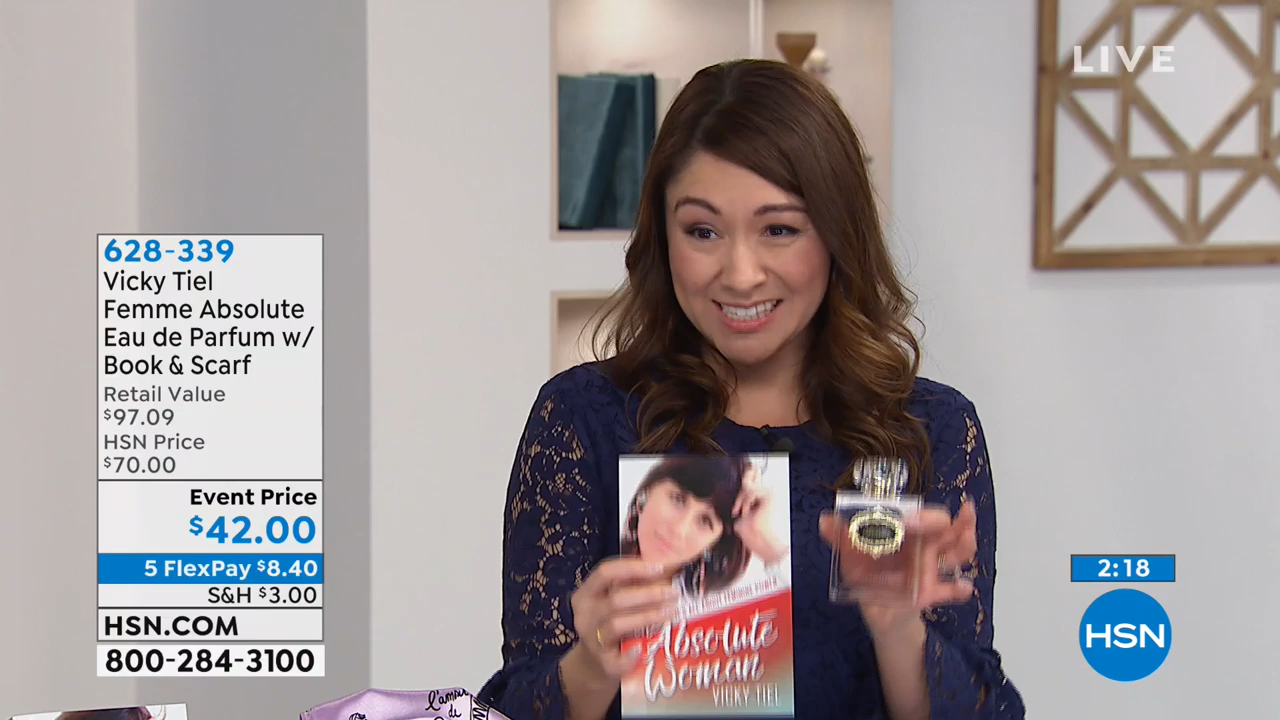 LIVE
628-339
Vicky Tiel
Femme Absolute
Eau de Parfum w/
Book & Scarf
Retail Value
$97.09
HSN Price
$70.00
Event Price
$42.00
5 FlexPay $8.40
S&H $3.00
HSN.COM
800-284-3100
2:18
HSN
Absolute
Woman
VICKY TIEL
l'amour
di